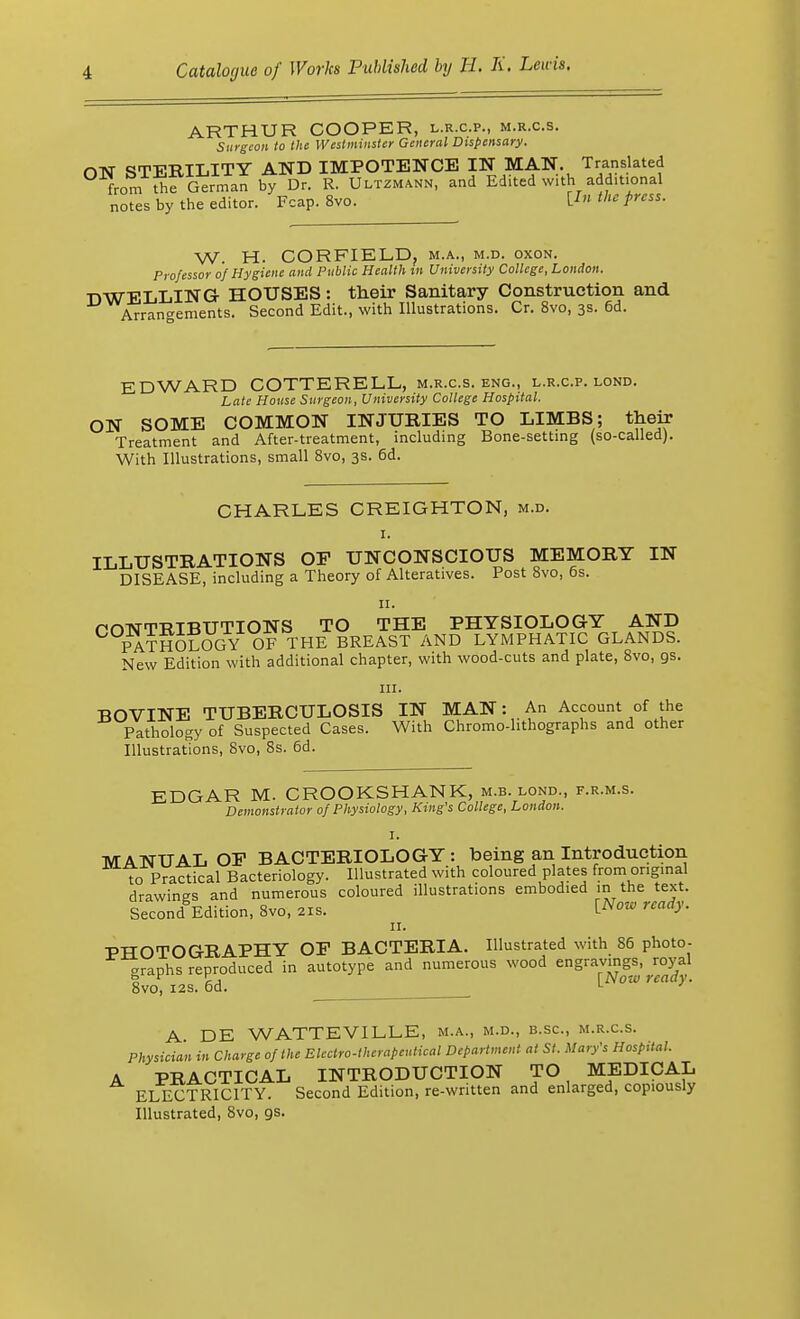 4 Catalogue of Works Published by H. K. Lewis.
ARTHUR COOPER, L.R.C.P., M.R.C.S.
Surgeon to the Westminster General Dispensary.
ON STERILITY AND IMPOTENCE IN MAN. Translated
from the German by Dr. R. Ultzmann, and Edited with additional
notes by the editor. Fcap. 8vo. [In the press.
W. H. CORFIELD, M.A., M.D. OXON.
Professor of Hygiene and Public Health in University College, London.
DWELLING HOUSES: their Sanitary Construction and
Arrangements. Second Edit., with Illustrations. Cr. 8vo, 3s. 6d.
EDWARD COTTERELL, M.R.C.S. ENG., L.R.C.P. LOND.
Late House Surgeon, University College Hospital.
ON SOME COMMON INJURIES TO LIMBS; their
Treatment and After-treatment, including Bone-setting (so-called).
With Illustrations, small 8vo, 3s. 6d.
CHARLES CREIGHTON, M.D.
I.
ILLUSTRATIONS OF UNCONSCIOUS MEMORY IN
DISEASE, including a Theory of Alteratives. Post 8vo, 6s.
II.
CONTRIBUTIONS TO THE PHYSIOLOGY AND
PATHOLOGY OF THE BREAST AND LYMPHATIC GLANDS.
New Edition with additional chapter, with wood-cuts and plate, 8vo, 9s.
III.
BOVINE TUBERCULOSIS IN MAN: An Account of the
Pathology of Suspected Cases. With Chromo-lithographs and other
Illustrations, 8vo, 8s. 6d.
EDGAR M. CROOKSHANK, M.B. LOND., F.R.M.S.
Demonstrator of Physiology, King's College, London.
I.
MANUAL OF BACTERIOLOGY: being an Introduction
to Practical Bacteriology. Illustrated with coloured plates from original
drawings and numerous coloured illustrations embodied in the text.
Second Edition, 8vo, 21s. [Now ready.
II.
PHOTOGRAPHY OF BACTERIA. Illustrated with 86 photo-
graphs reproduced in autotype and numerous wood engravings, royal
8vo, 12s. 6d. [Now ready.
A. DE WATTEVILLE, M.A., M.D., B.SC., M.R.C.S.
Physician in Charge of the Electro-therapeutical Department at St. Mary's Hospital.
A PRACTICAL INTRODUCTION TO MEDICAL
ELECTRICITY. Second Edition, re-written and enlarged, copiously
Illustrated, 8vo, 9s.